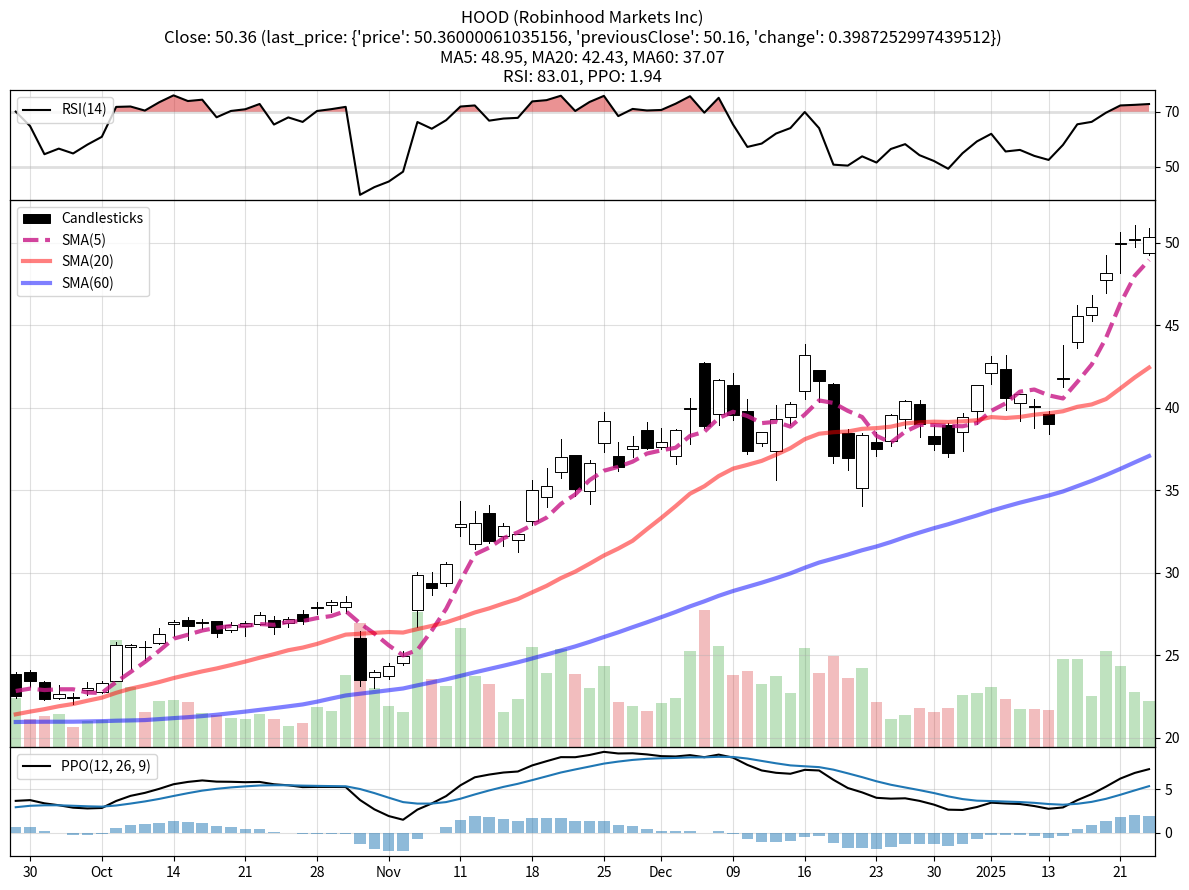 HOOD (Robinhood Markets Inc)
Close: 50.36 (last_price: {'price': 50.36000061035156, 'previousClose': 50.16, 'change': 0.3987252997439512})
MA5: 48.95, MA20: 42.43, MA60: 37.07
RSI: 83.01, PPO: 1.94
RSI(14)
70
50
Candlesticks
SMA(5)
SMA(20)
SMA(60)
50
45
40
35
30
25
20
PPO(12, 26, 9)
5
0
30 Oct 14 21 28 Nov 11 18 25 Dec 09 16 23 30 2025 13 21